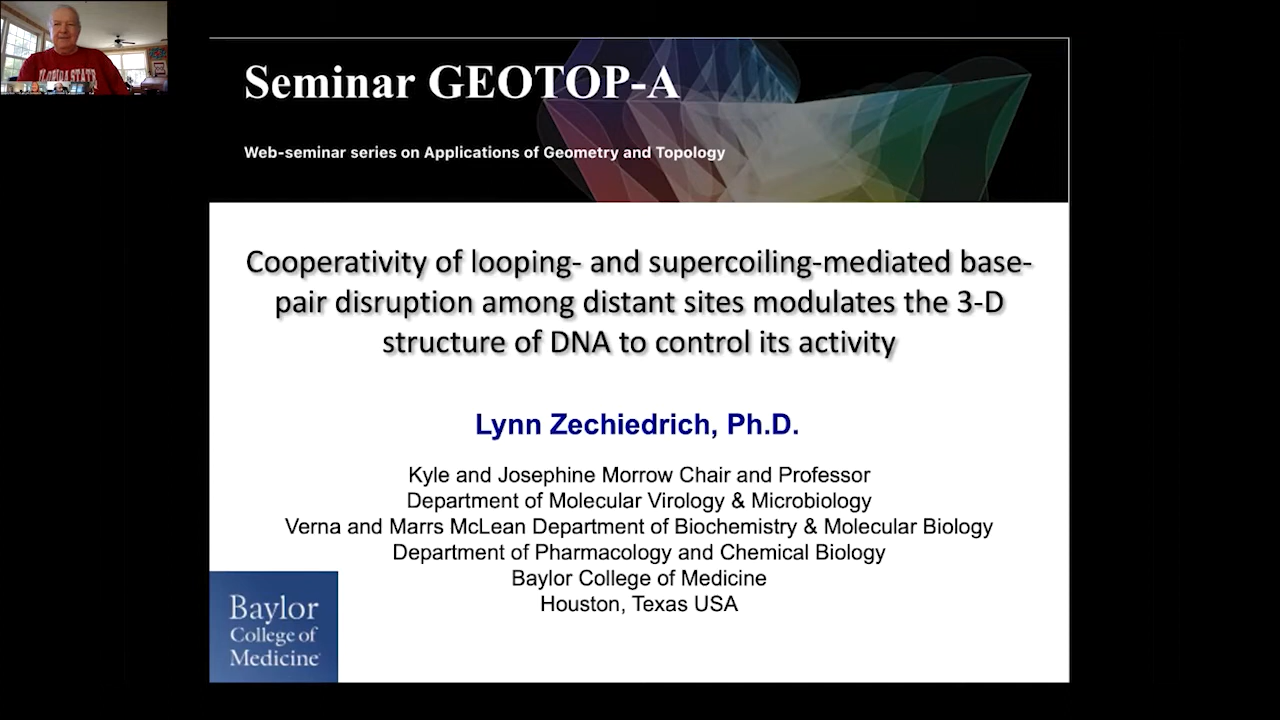 FLORIDA STATE
Seminar GEOTOP-A
Web-seminar series on Applications of Geometry and Topology
Cooperativity of looping- and supercoiling-mediated base-
pair disruption among distant sites modulates the 3-D
structure of DNA to control its activity
Lynn Zechiedrich, Ph.D.
Kyle and Josephine Morrow Chair and Professor
Department of Molecular Virology & Microbiology
Verna and Marrs McLean Department of Biochemistry & Molecular Biology
Department of Pharmacology and Chemical Biology
Baylor College of Medicine
Houston, Texas USA
Baylor
College of
Medicine